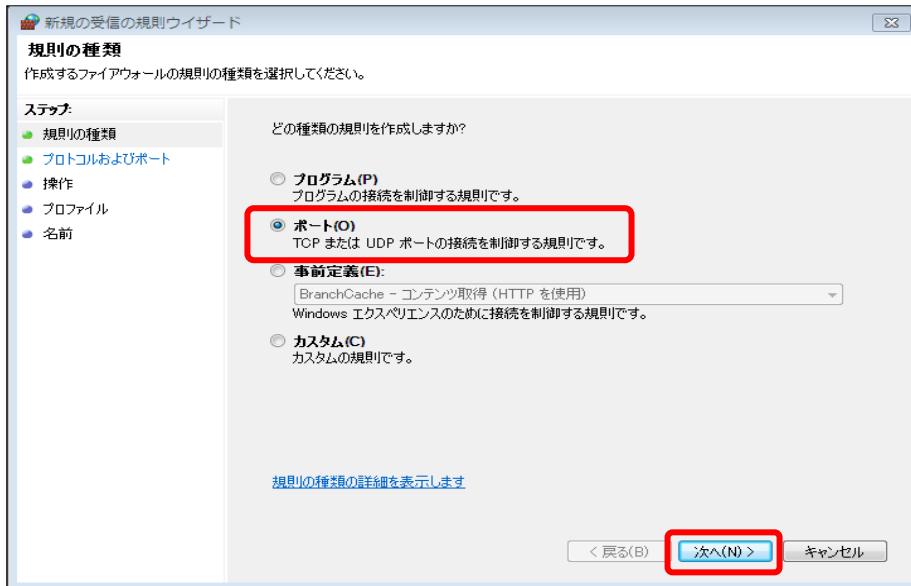 新規の受信の規則ウィザード
規則の種類
作成するファイアウォールの規則の種類を選択してください。
ステップ:
規則の種類
プロトコルおよびポート
操作
プロファイル
名前
どの種類の規則を作成しますか?
プログラム(P)
プログラムの接続を制御する規則です。
ポート(O)
TCP または UDP ポートの接続を制御する規則です。
事前定義(E):
BranchCache - コンテンツ取得 (HTTP を使用)
Windows エクスペリエンスのために接続を制御する規則です。
カスタム(C)
カスタムの規則です。
規則の種類の詳細を表示します
< 戻る(B) 次へ(N) > キャンセル